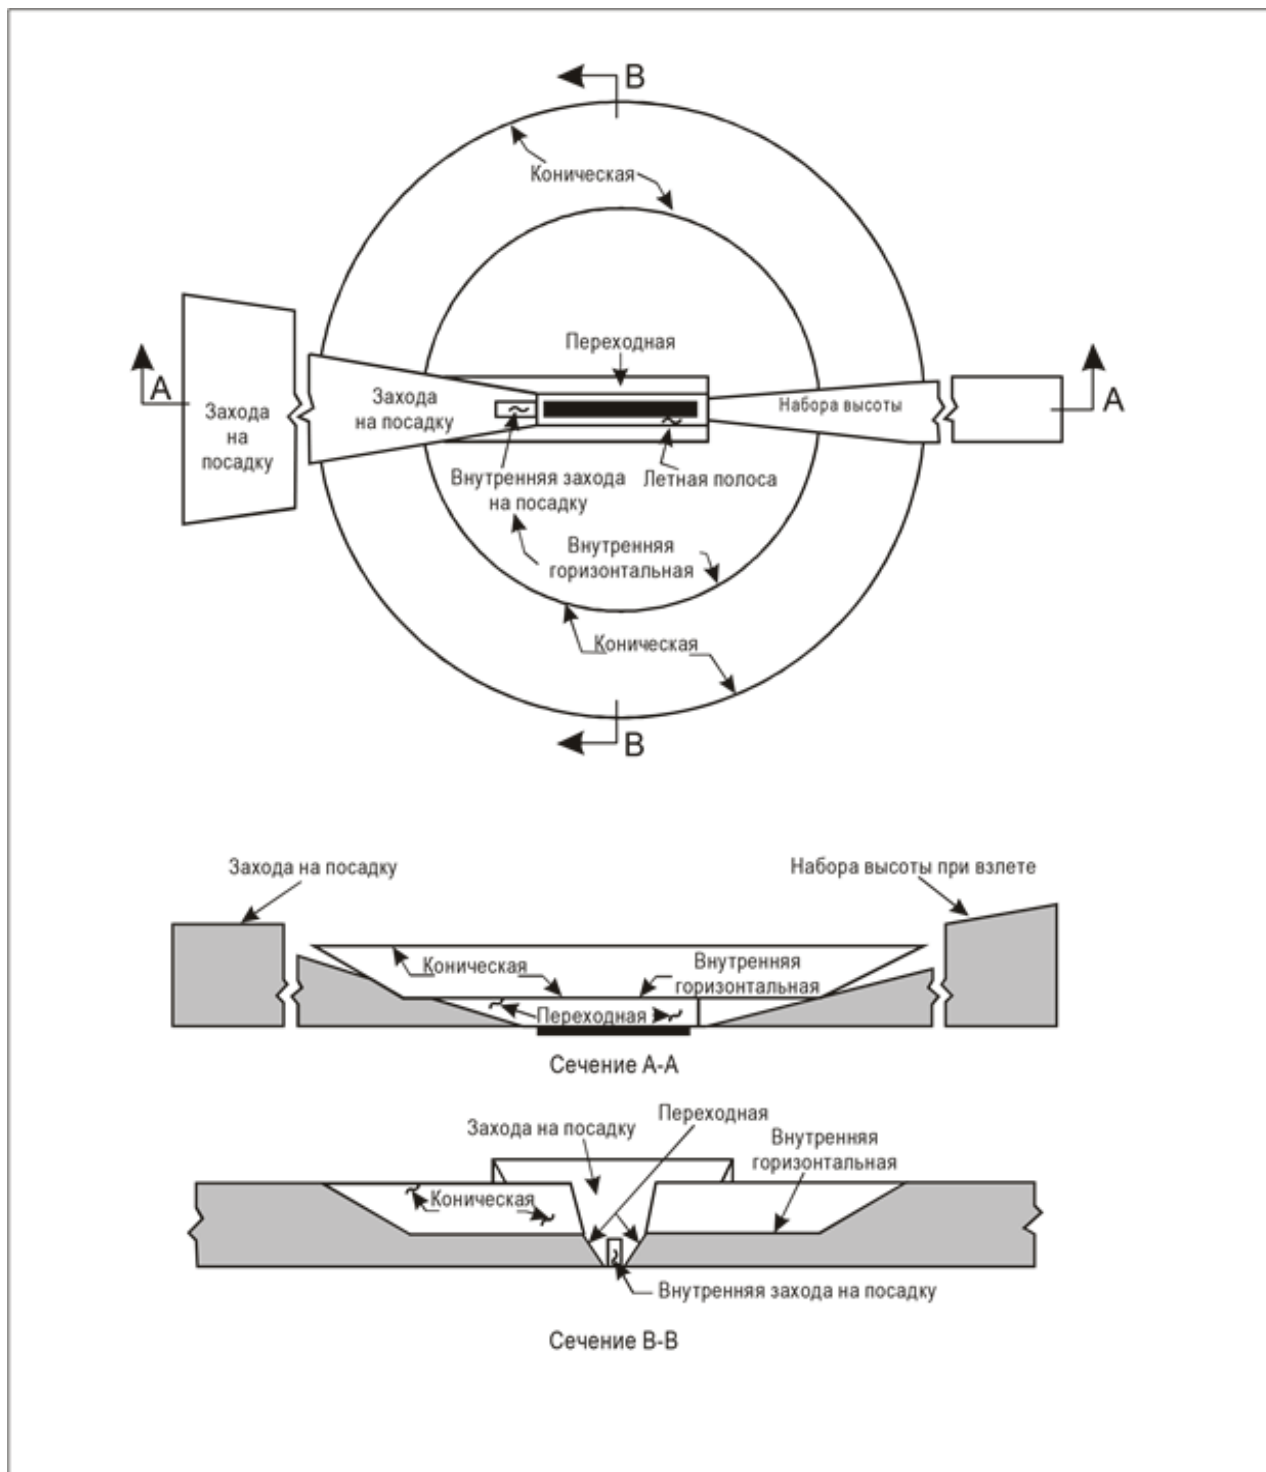 B
Коническая
Переходная
A
Захода
на
посадку
Захода
на посадку
Набора высоты
A
Внутренняя захода
на посадку
Летная полоса
Внутренняя
горизонтальная
Коническая
B
Захода на посадку
Набора высоты при взлете
Коническая
Внутренняя
горизонтальная
Переходная
Сечение А-А
Переходная
Захода на посадку
Внутренняя
горизонтальная
Коническая
Внутренняя захода на посадку
Сечение В-В